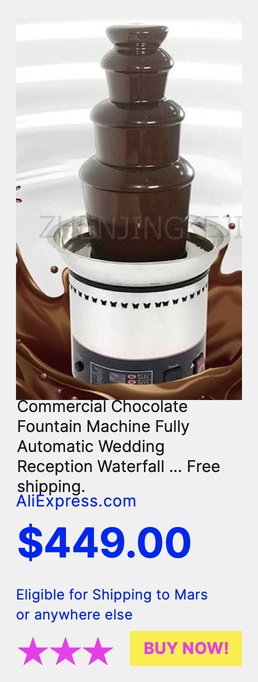 ZHENJINGKEJI
Commercial Chocolate
Fountain Machine Fully
Automatic Wedding
Reception Waterfall ... Free
shipping.
AliExpress.com
$449.00
Eligible for Shipping to Mars
or anywhere else
BUY NOW!